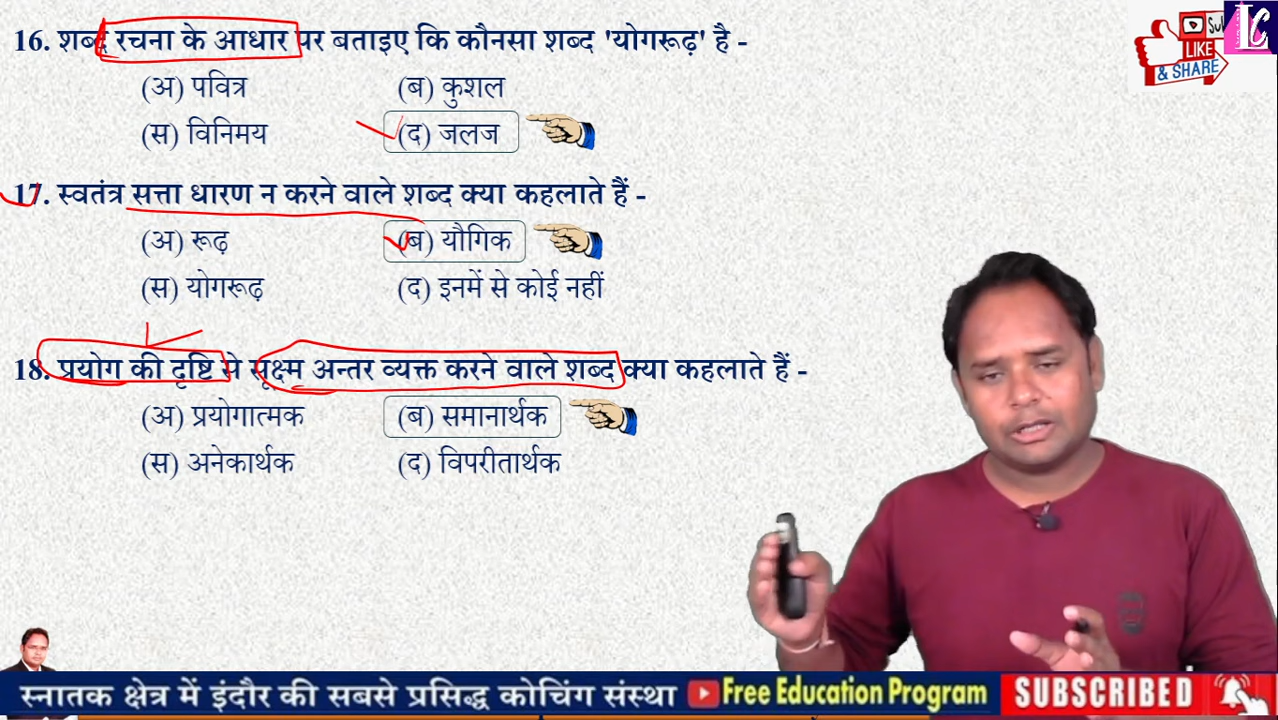 16. शब्द रचना के आधार पर बताइए कि कौनसा शब्द 'योगरूढ़' है -
(अ) पवित्र (ब) कुशल
(स) विनिमय (द) जलज
17. स्वतंत्र सत्ता धारण न करने वाले शब्द क्या कहलाते हैं -
(अ) रूढ़ (ब) यौगिक
(स) योगरूढ़ (द) इनमें से कोई नहीं
18. प्रयोग की दृष्टि से सूक्ष्म अन्तर व्यक्त करने वाले शब्द क्या कहलाते हैं -
(अ) प्रयोगात्मक (ब) समानार्थक
(स) अनेकार्थक (द) विपरीतार्थक
LIKE
& SHARE
LC
स्नातक क्षेत्र में इंदौर की सबसे प्रसिद्ध कोचिंग संस्था Free Education Program SUBSCRIBED